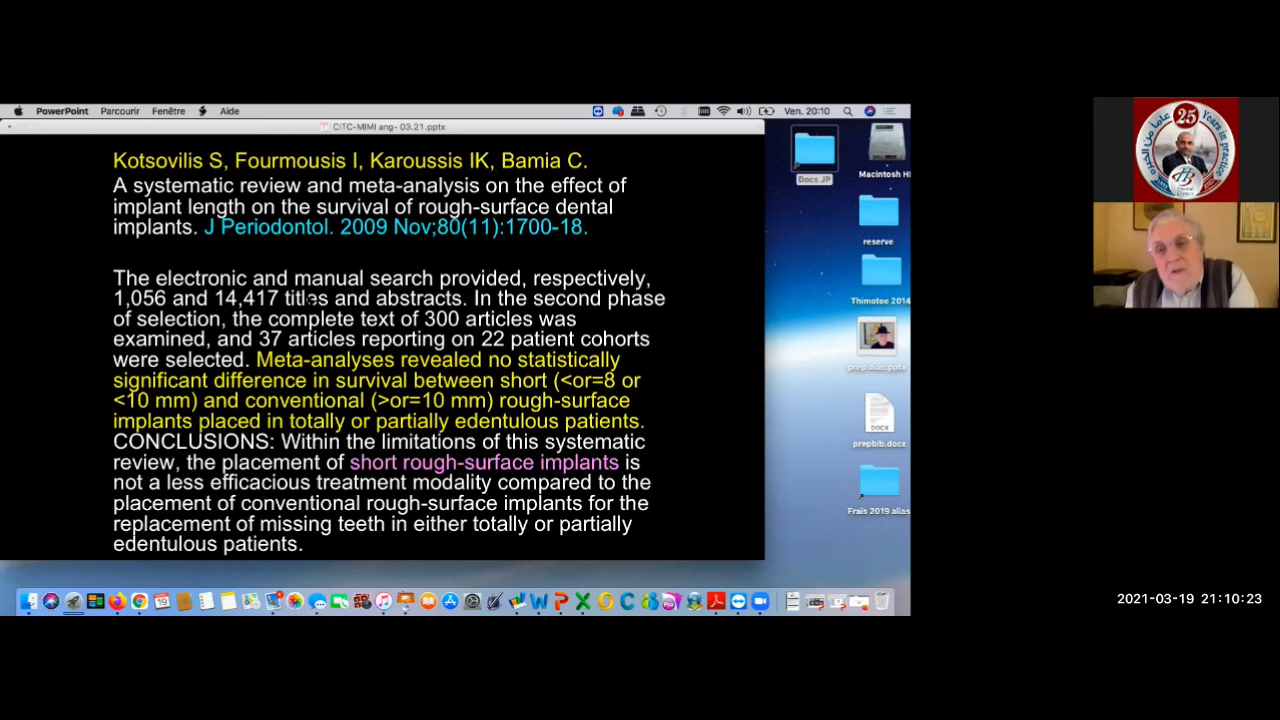 PowerPoint Parcourir Fenêtre Aide
Ven. 20:10
CiTC-MIMI ang- 03.21.pptx
Kotsovilis S, Fourmousis I, Karoussis IK, Bamia C.
A systematic review and meta-analysis on the effect of
implant length on the survival of rough-surface dental
implants. J Periodontol. 2009 Nov;80(11):1700-18.
The electronic and manual search provided, respectively,
1,056 and 14,417 titles and abstracts. In the second phase
of selection, the complete text of 300 articles was
examined, and 37 articles reporting on 22 patient cohorts
were selected. Meta-analyses revealed no statistically
significant difference in survival between short (<or=8 or
<10 mm) and conventional (>or=10 mm) rough-surface
implants placed in totally or partially edentulous patients.
CONCLUSIONS: Within the limitations of this systematic
review, the placement of short rough-surface implants is
not a less efficacious treatment modality compared to the
placement of conventional rough-surface implants for the
replacement of missing teeth in either totally or partially
edentulous patients.
Docs JP
Macintosh H
reserve
Thimotee 2014
DOCX
prepbib.docx
Frais 2019 alias
25
Years in practice
عاما من الخبرة
2021-03-19 21:10:23